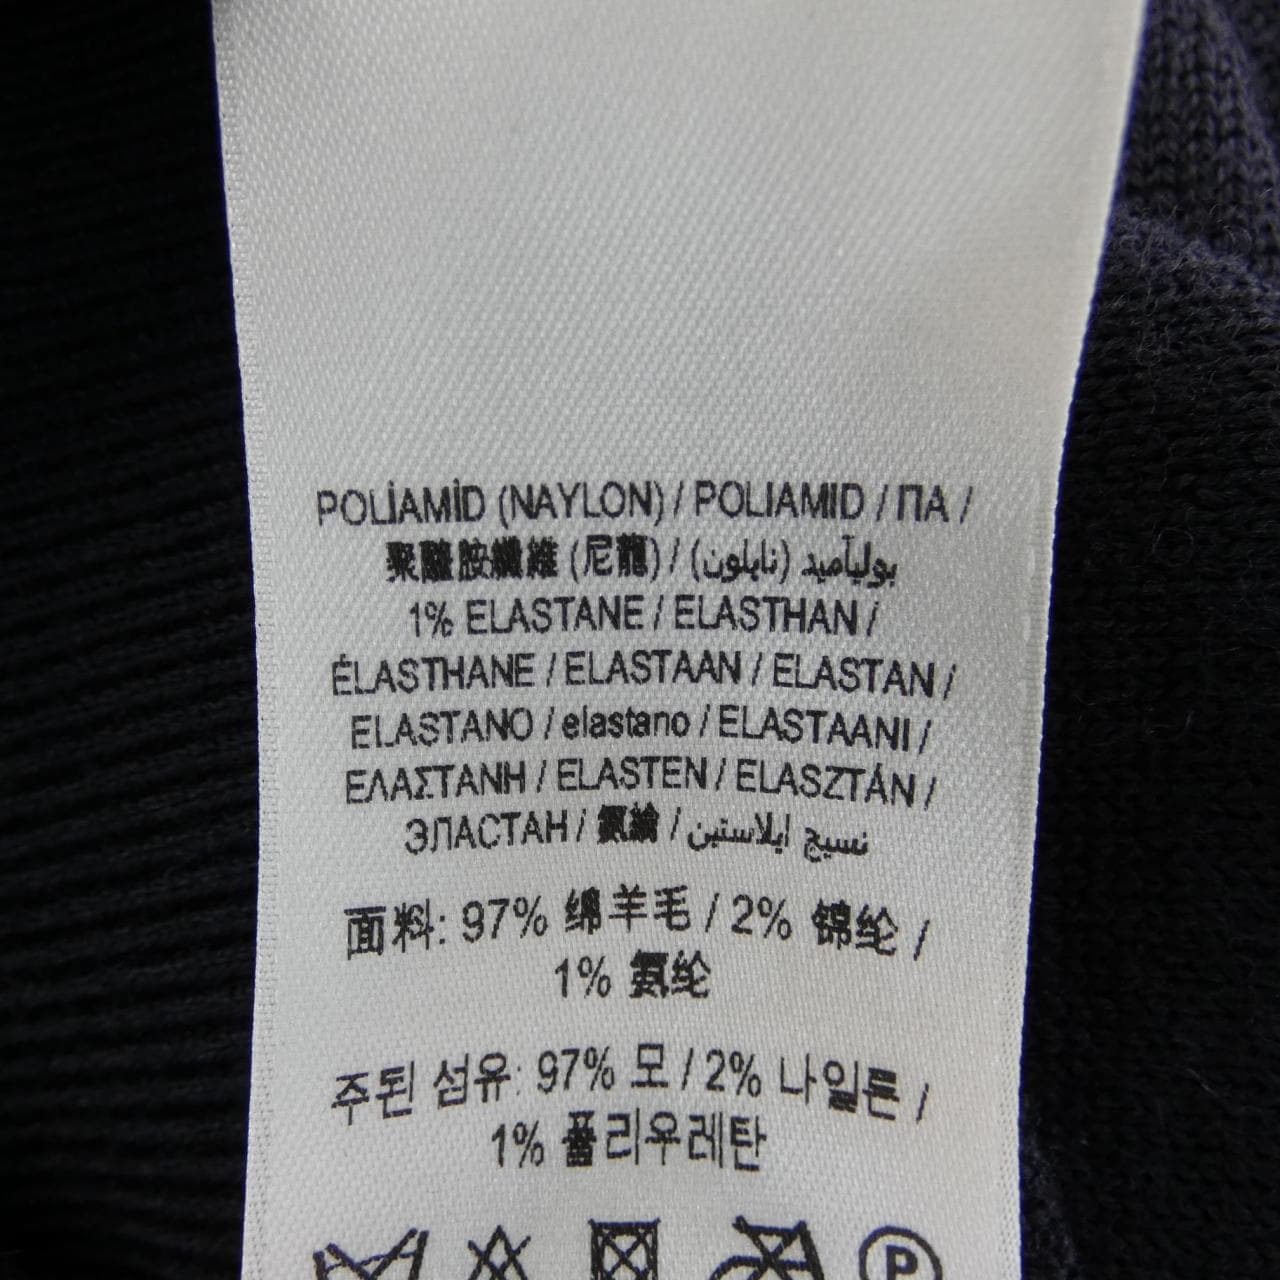 POLİAMİD (NAYLON) / POLIAMID / ПА /
聚醯胺纖維 (尼龍) / بوليآميد (نايلون)
1% ELASTANE / ELASTHAN /
ÉLASTHANE / ELASTAAN / ELASTAN /
ELASTANO / elastano / ELASTAANI /
ΕΛΑΣΤΑΝΗ / ELASTEN / ELASZTÁN /
ЭЛАСТАН / 氨綸 / نسيج إيلاستين
面料: 97% 绵羊毛 / 2% 锦纶 /
1% 氨纶
주된 섬유: 97% 모 / 2% 나일론 /
1% 폴리우레탄
P